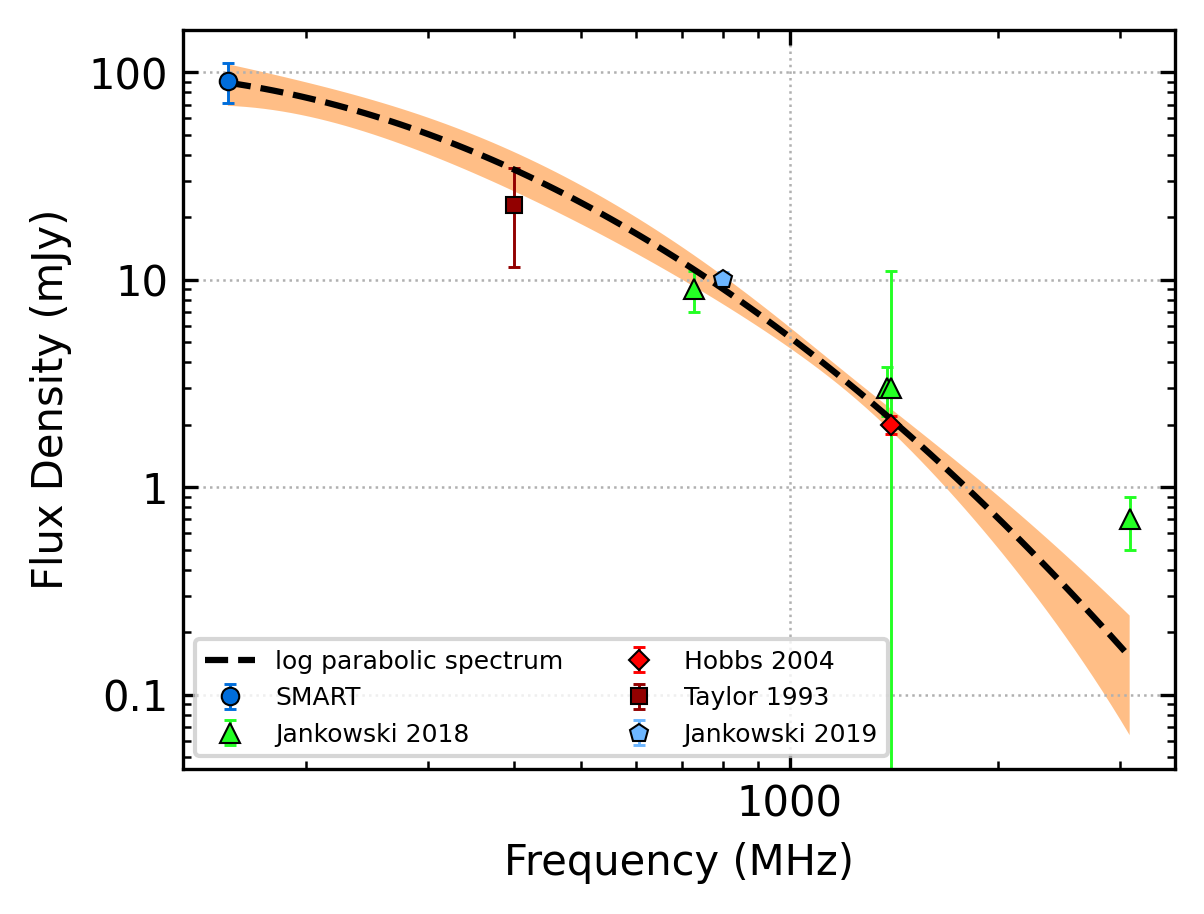 100
10
1
0.1
Flux Density (mJy)
log parabolic spectrum
SMART
Jankowski 2018
Hobbs 2004
Taylor 1993
Jankowski 2019
1000
Frequency (MHz)